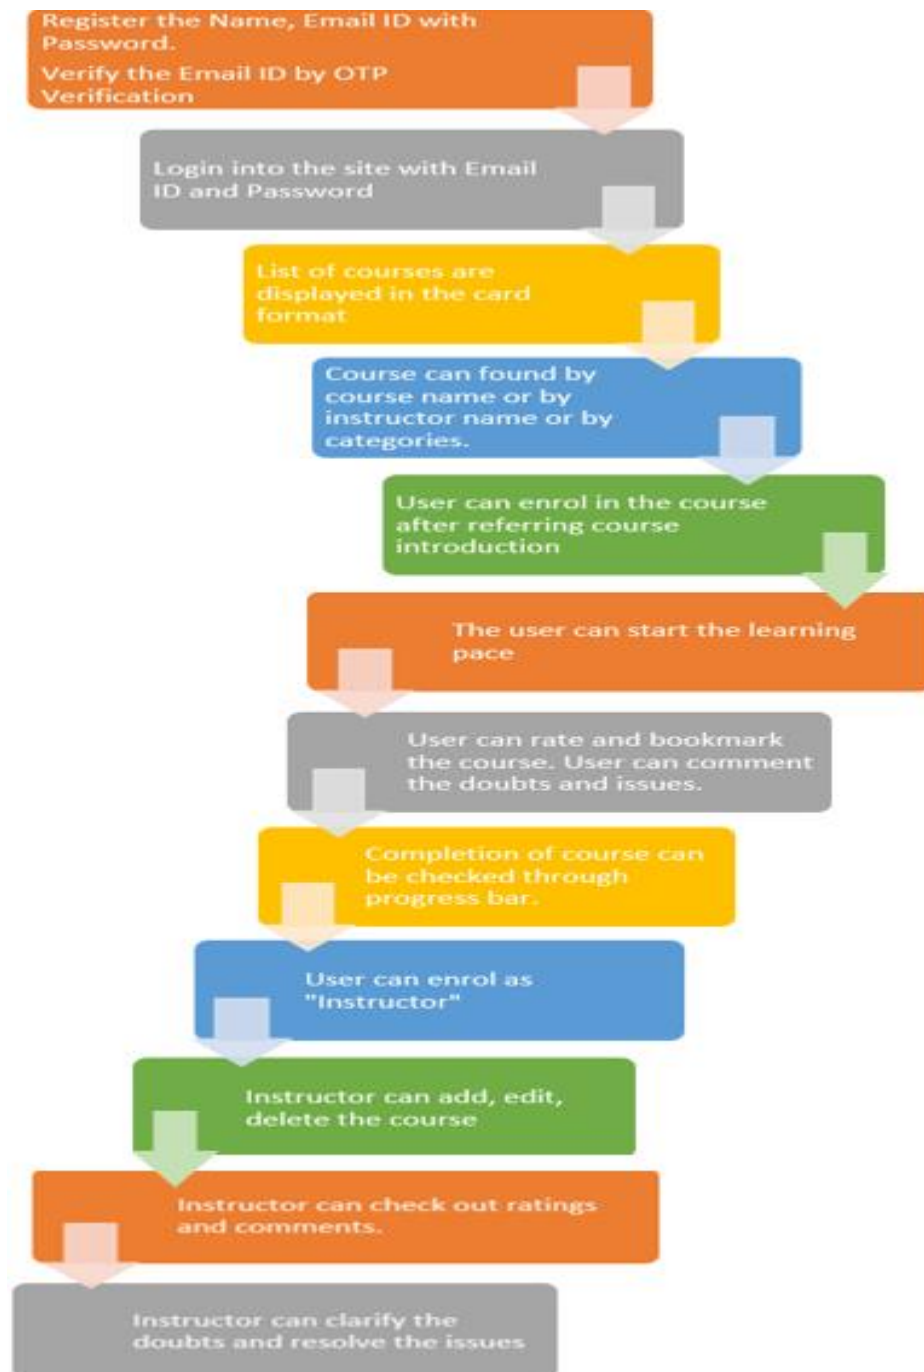 Register the Name, Email ID with
Password.
Verify the Email ID by OTP
Verification
Login into the site with Email
ID and Password
List of courses are
displayed in the card
format
Course can found by
course name or by
instructor name or by
categories.
User can enrol in the course
after referring course
introduction
The user can start the learning
pace
User can rate and bookmark
the course. User can comment
the doubts and issues.
Completion of course can
be checked through
progress bar.
User can enrol as
"Instructor"
Instructor can add, edit,
delete the course
Instructor can check out ratings
and comments.
Instructor can clarify the
doubts and resolve the issues